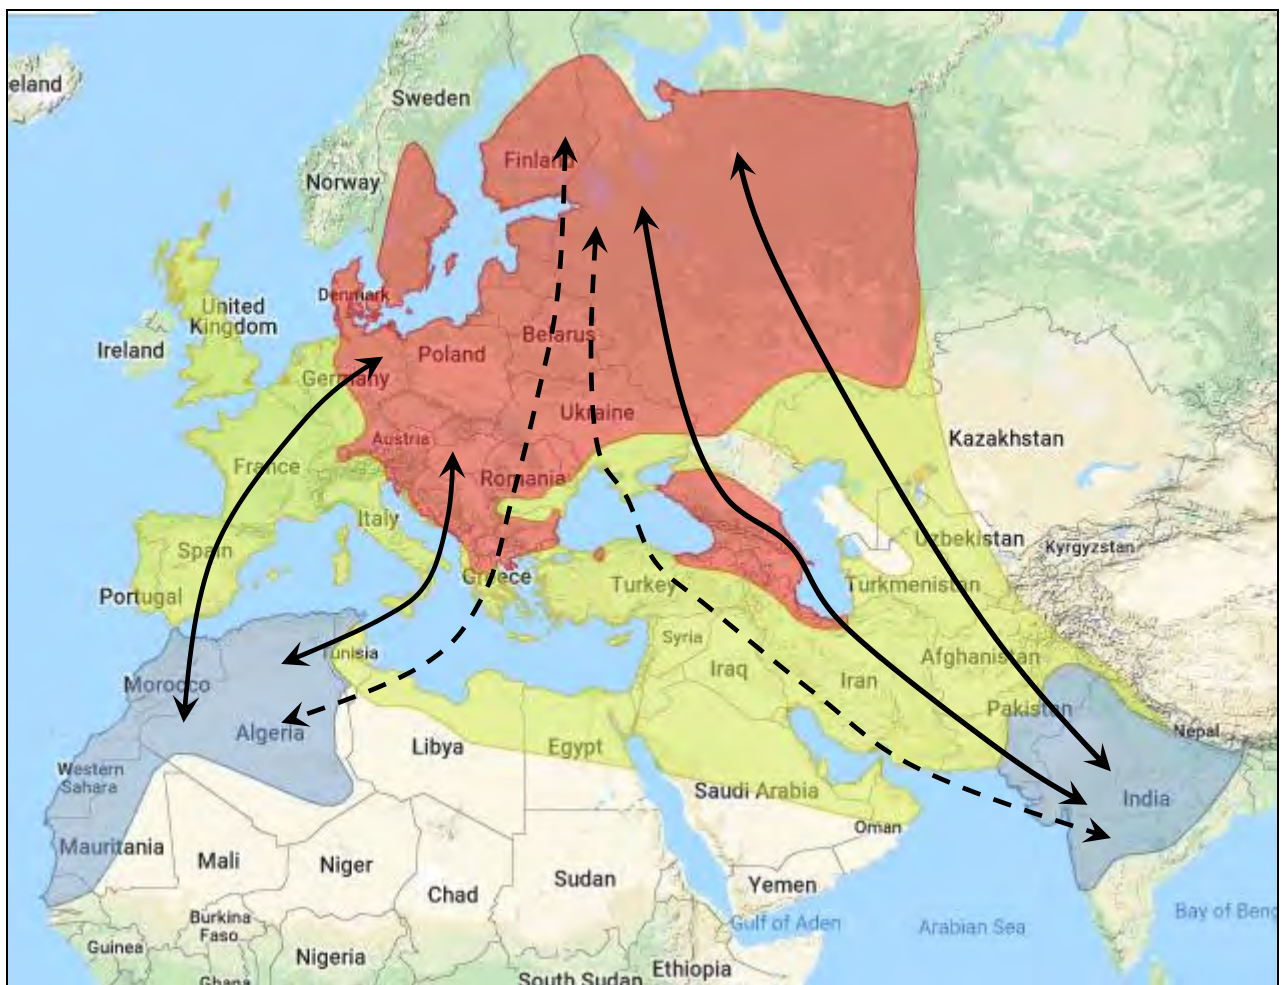 eland
Sweden
Finland
Norway
Denmark
United
Kingdom
Ireland
Belarus
Poland
Germany
Ukraine
Austria
Kazakhstan
France
Romania
Italy
Uzbekistan
Kyrgyzstan
Spain
Greece
Turkey
Turkmenistan
Portugal
Syria
Tunisia
Afghanistan
Iraq
Iran
Morocco
Pakistan
Algeria
Nepal
Libya
Egypt
Western
Sahara
Saudi Arabia
India
Oman
Mauritania
Mali
Niger
Sudan
Yemen
Chad
Burkina
Faso
Gulf of Aden
Arabian Sea
Bay of Beng
Guinea
Nigeria
Ethiopia
South Sudan
Ghana